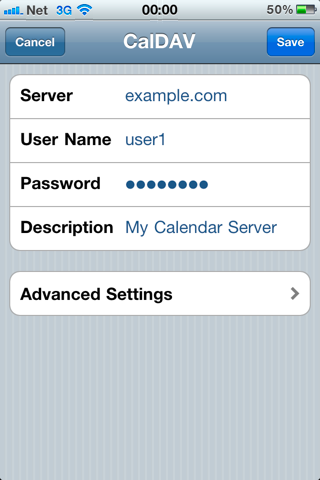 Net 3G 00:00 50%
Cancel CalDAV Save
Server example.com
User Name user1
Password ●●●●●●●●
Description My Calendar Server
Advanced Settings